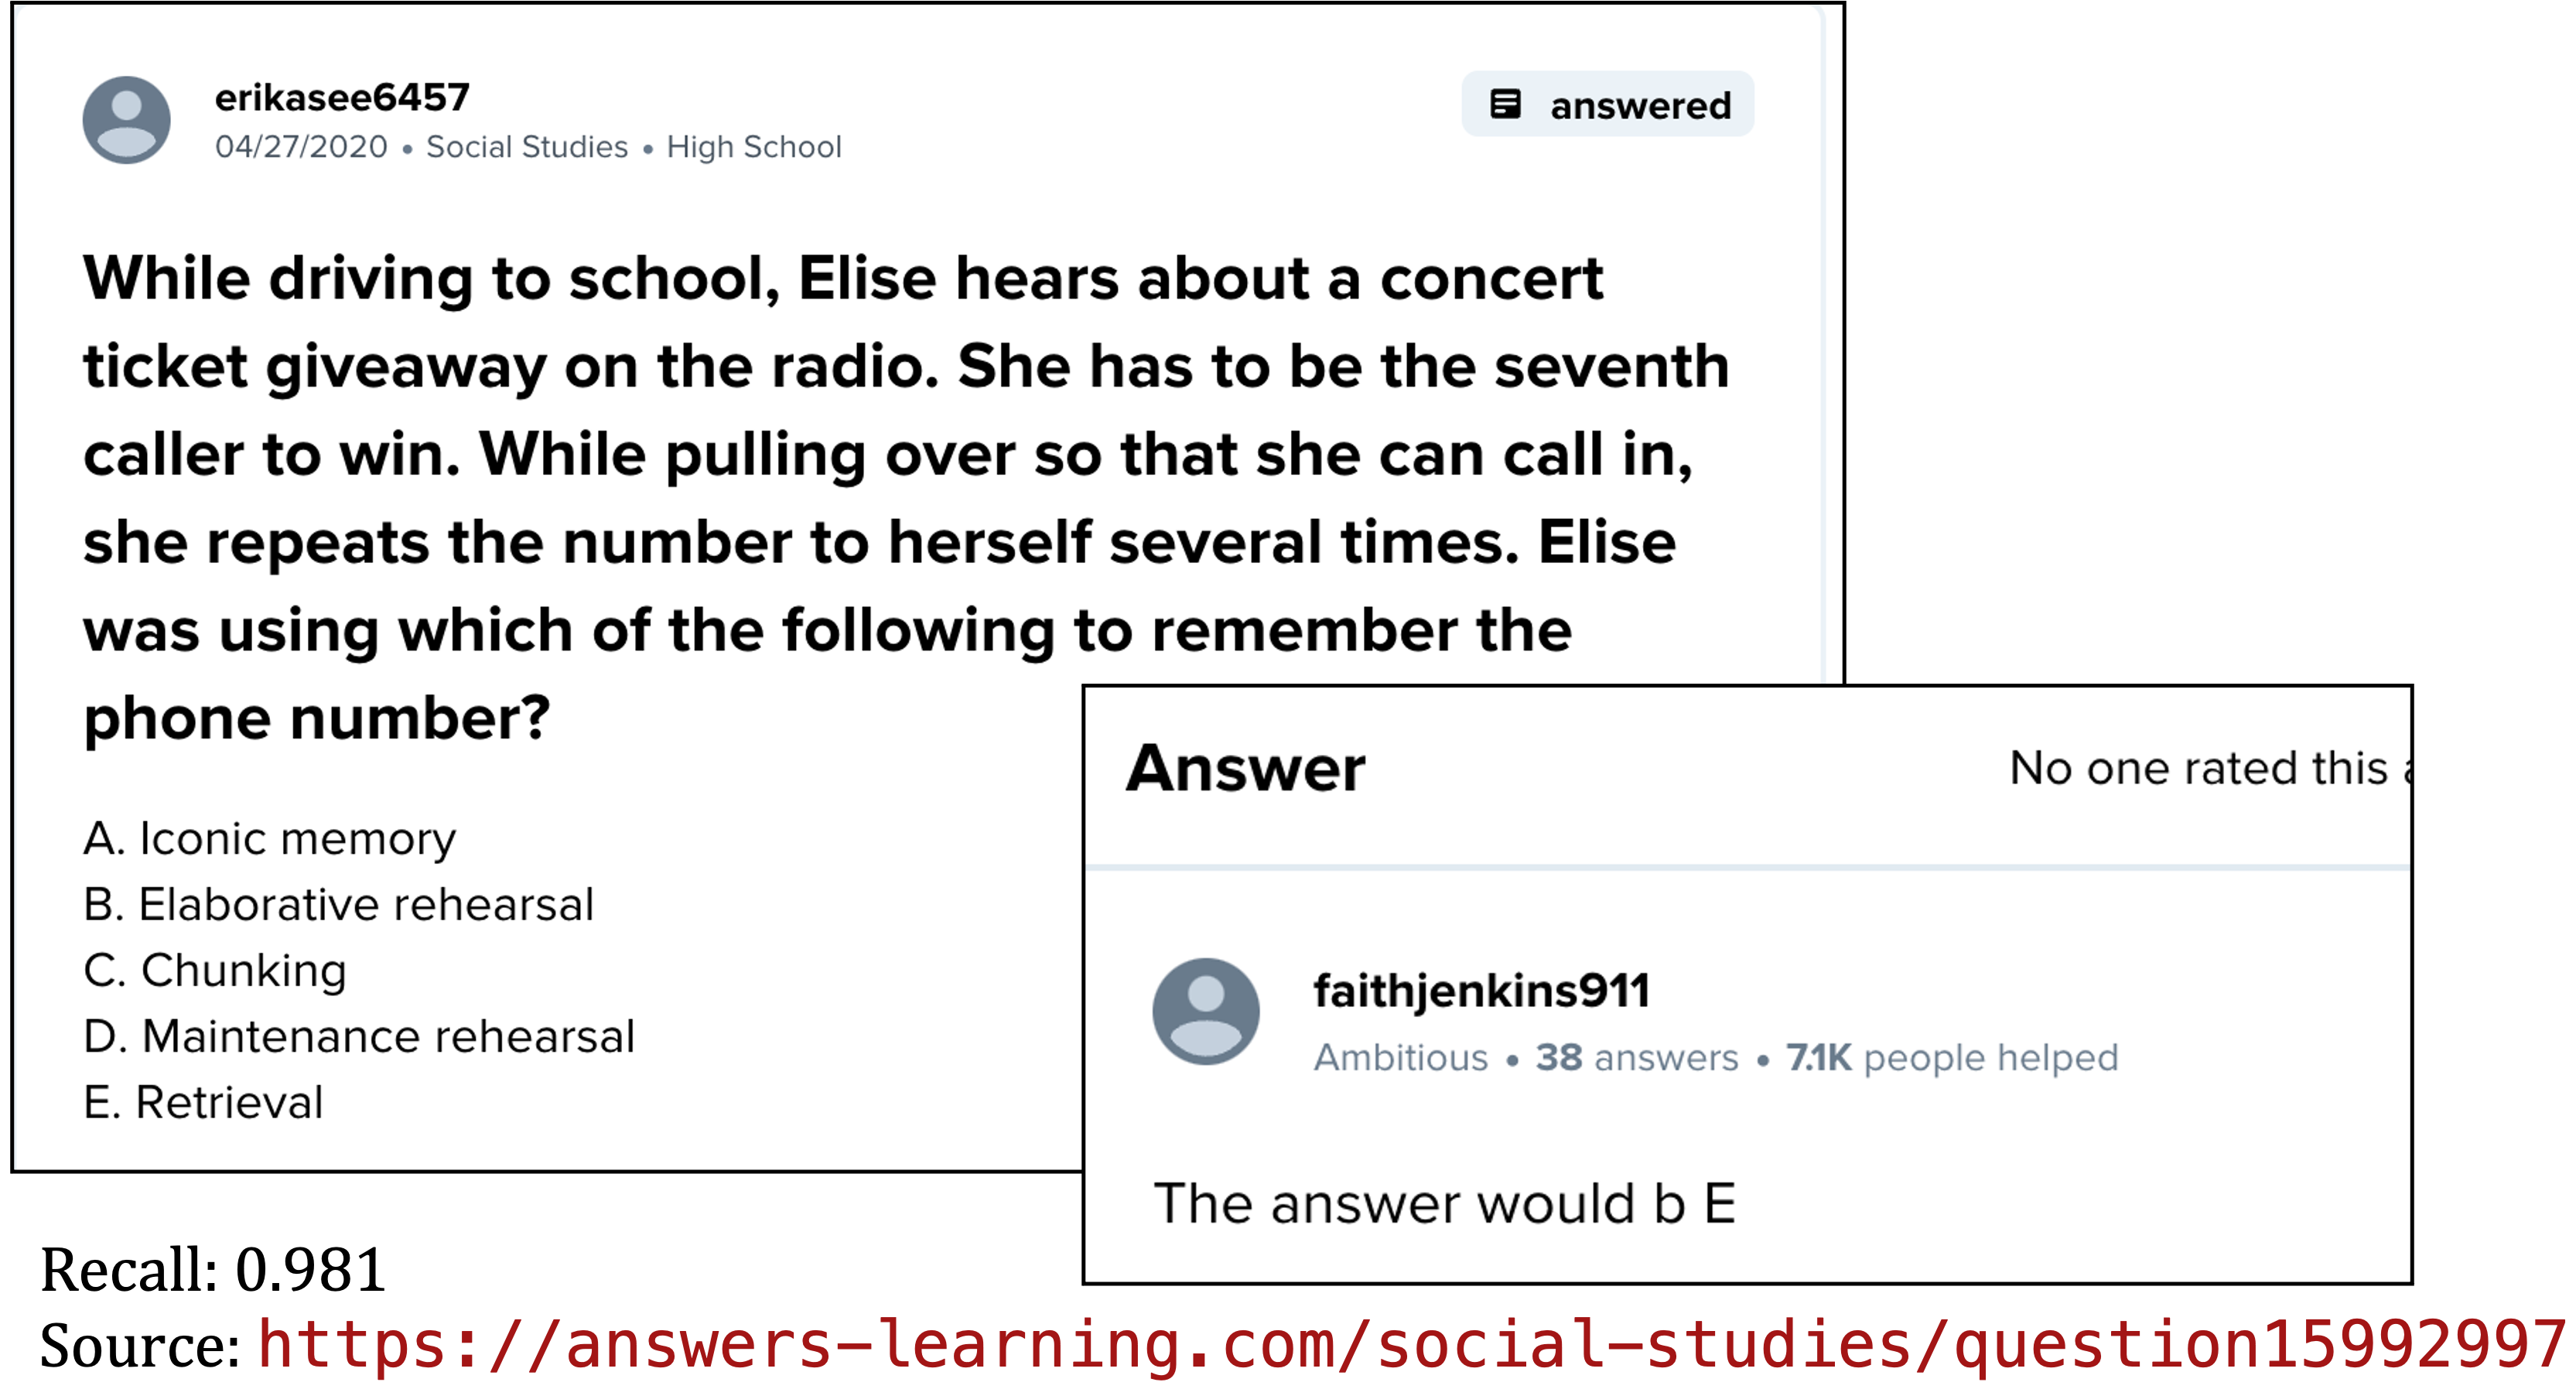 erikasee6457
answered
04/27/2020 • Social Studies • High School
While driving to school, Elise hears about a concert
ticket giveaway on the radio. She has to be the seventh
caller to win. While pulling over so that she can call in,
she repeats the number to herself several times. Elise
was using which of the following to remember the
phone number?
A. Iconic memory
B. Elaborative rehearsal
C. Chunking
D. Maintenance rehearsal
E. Retrieval
Answer
No one rated this a
faithjenkins911
Ambitious • 38 answers • 7.1K people helped
The answer would b E
Recall: 0.981
Source: https://answers-learning.com/social-studies/question15992997